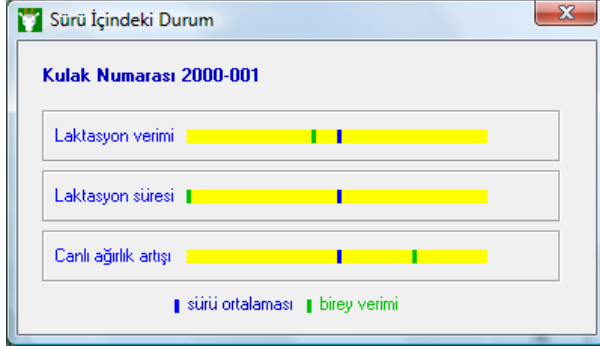 Sürü İçindeki Durum
Kulak Numarası 2000-001
Laktasyon verimi
Laktasyon süresi
Canlı ağırlık artışı
sürü ortalaması birey verimi